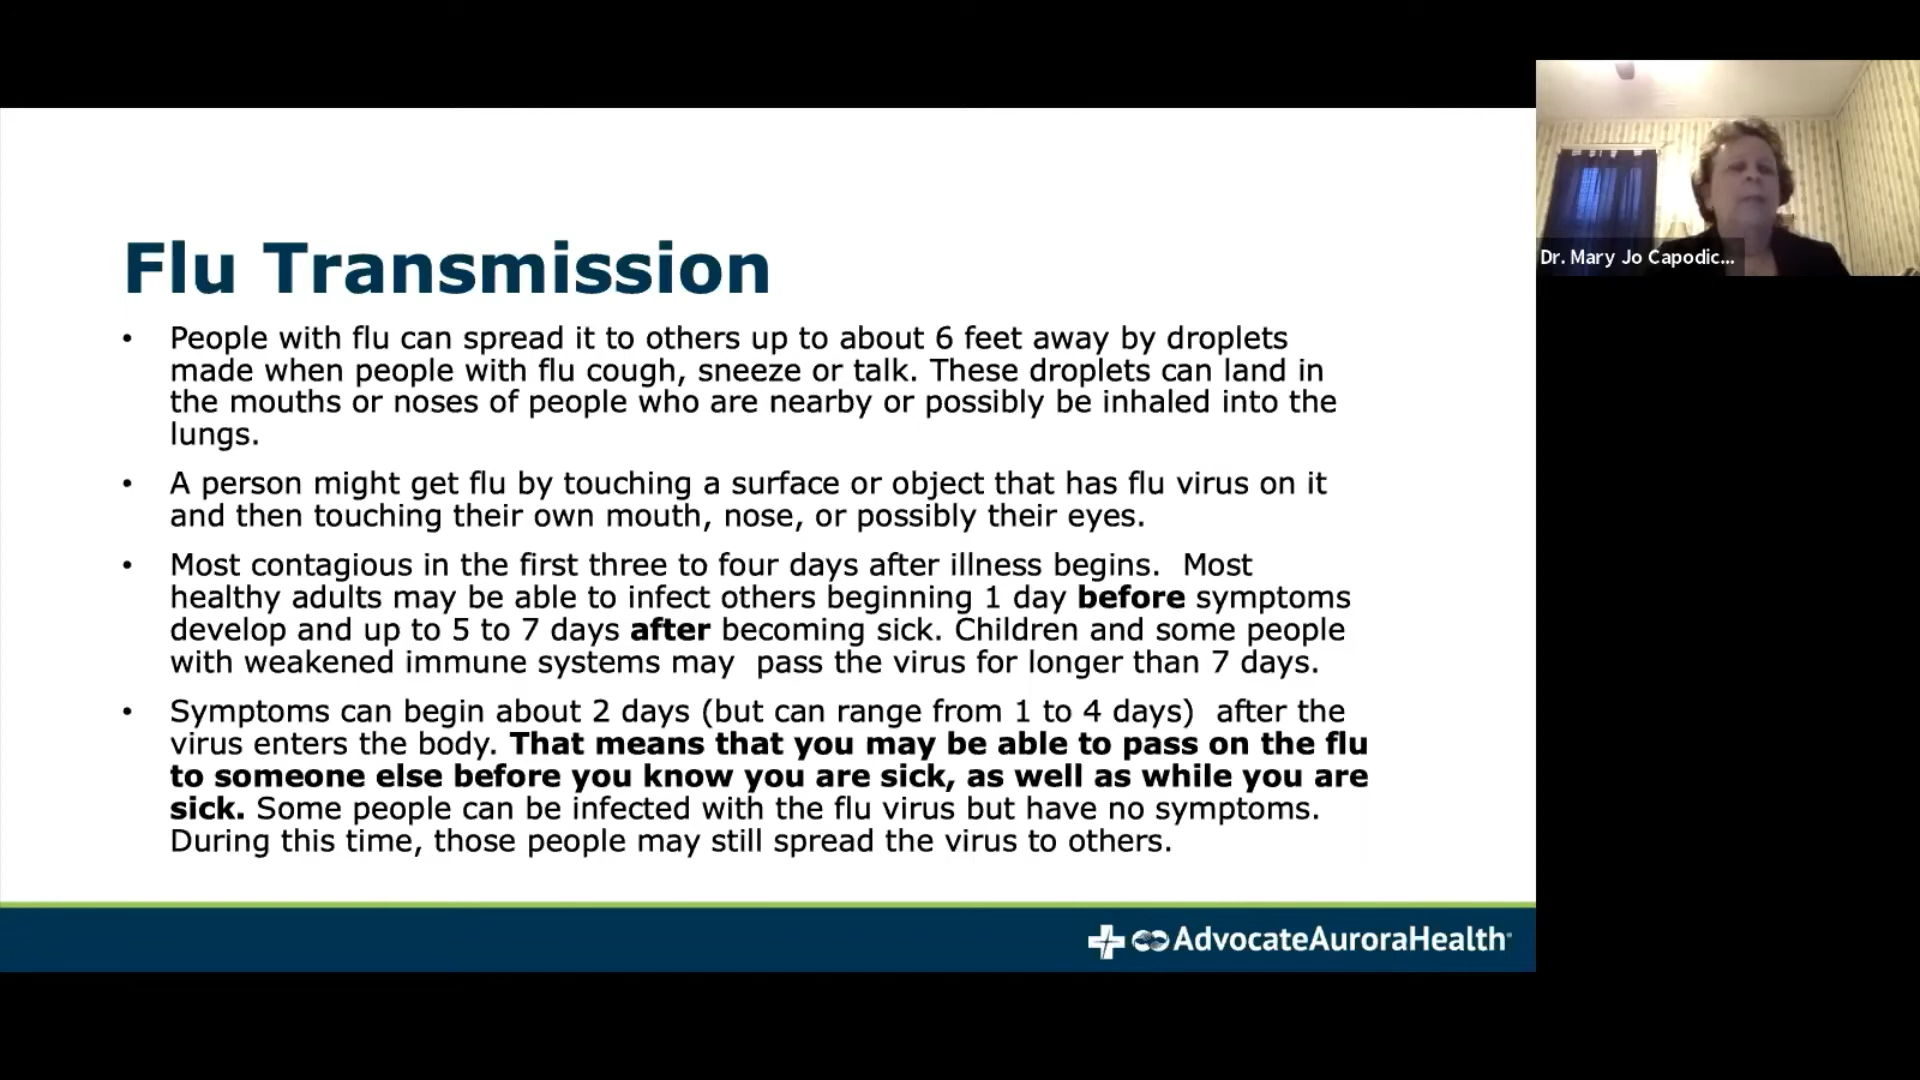 Flu Transmission
• People with flu can spread it to others up to about 6 feet away by droplets
made when people with flu cough, sneeze or talk. These droplets can land in
the mouths or noses of people who are nearby or possibly be inhaled into the
lungs.
• A person might get flu by touching a surface or object that has flu virus on it
and then touching their own mouth, nose, or possibly their eyes.
• Most contagious in the first three to four days after illness begins.  Most
healthy adults may be able to infect others beginning 1 day before symptoms
develop and up to 5 to 7 days after becoming sick. Children and some people
with weakened immune systems may  pass the virus for longer than 7 days.
• Symptoms can begin about 2 days (but can range from 1 to 4 days)  after the
virus enters the body. That means that you may be able to pass on the flu
to someone else before you know you are sick, as well as while you are
sick. Some people can be infected with the flu virus but have no symptoms.
During this time, those people may still spread the virus to others.
AdvocateAuroraHealth
Dr. Mary Jo Capodic...